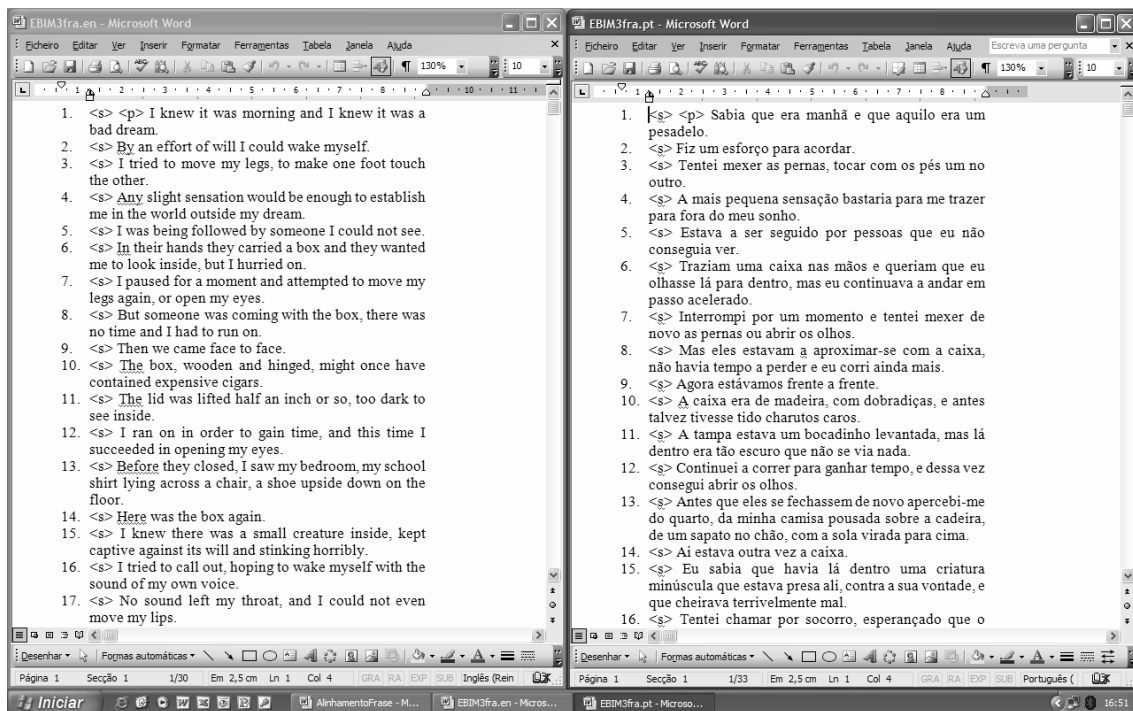 EBIM3fra.en - Microsoft Word
Ficheiro Editar Ver Inserir Formatar Ferramentas Tabela Janela Ajuda
130% 10
1 2 3 4 5 6 7 8 10 11
1. <s> <p> I knew it was morning and I knew it was a
bad dream.
2. <s> By an effort of will I could wake myself.
3. <s> I tried to move my legs, to make one foot touch
the other.
4. <s> Any slight sensation would be enough to establish
me in the world outside my dream.
5. <s> I was being followed by someone I could not see.
6. <s> In their hands they carried a box and they wanted
me to look inside, but I hurried on.
7. <s> I paused for a moment and attempted to move my
legs again, or open my eyes.
8. <s> But someone was coming with the box, there was
no time and I had to run on.
9. <s> Then we came face to face.
10. <s> The box, wooden and hinged, might once have
contained expensive cigars.
11. <s> The lid was lifted half an inch or so, too dark to
see inside.
12. <s> I ran on in order to gain time, and this time I
succeeded in opening my eyes.
13. <s> Before they closed, I saw my bedroom, my school
shirt lying across a chair, a shoe upside down on the
floor.
14. <s> Here was the box again.
15. <s> I knew there was a small creature inside, kept
captive against its will and stinking horribly.
16. <s> I tried to call out, hoping to wake myself with the
sound of my own voice.
17. <s> No sound left my throat, and I could not even
move my lips.
Desenhar Formas automáticas
Página 1 Secção 1 1/30 Em 2,5 cm Ln 1 Col 4 GRA RA EXP SUB Inglês (Rein
EBIM3fra.pt - Microsoft Word
Ficheiro Editar Ver Inserir Formatar Ferramentas Tabela Janela Ajuda Escreva uma pergunta
130% 10
1 2 3 4 5 6 7 8
1. <s> <p> Sabia que era manhã e que aquilo era um
pesadelo.
2. <s> Fiz um esforço para acordar.
3. <s> Tentei mexer as pernas, tocar com os pés um no
outro.
4. <s> A mais pequena sensação bastaria para me trazer
para fora do meu sonho.
5. <s> Estava a ser seguido por pessoas que eu não
conseguia ver.
6. <s> Traziam uma caixa nas mãos e queriam que eu
olhasse lá para dentro, mas eu continuava a andar em
passo acelerado.
7. <s> Interrompi por um momento e tentei mexer de
novo as pernas ou abrir os olhos.
8. <s> Mas eles estavam a aproximar-se com a caixa,
não havia tempo a perder e eu corri ainda mais.
9. <s> Agora estávamos frente a frente.
10. <s> A caixa era de madeira, com dobradiças, e antes
talvez tivesse tido charutos caros.
11. <s> A tampa estava um bocadinho levantada, mas lá
dentro era tão escuro que não se via nada.
12. <s> Continuei a correr para ganhar tempo, e dessa vez
consegui abrir os olhos.
13. <s> Antes que eles se fechassem de novo apercebi-me
do quarto, da minha camisa pousada sobre a cadeira,
de um sapato no chão, com a sola virada para cima.
14. <s> Aí estava outra vez a caixa.
15. <s> Eu sabia que havia lá dentro uma criatura
minúscula que estava presa ali, contra a sua vontade, e
que cheirava terrivelmente mal.
16. <s> Tentei chamar por socorro, esperançado que o
Desenhar Formas automáticas
Página 1 Secção 1 1/33 Em 2,5 cm Ln 1 Col 4 GRA RA EXP SUB Português (
Iniciar AlinhamentoFrase - M... EBIM3fra.en - Micros... EBIM3fra.pt - Microso... 16:51